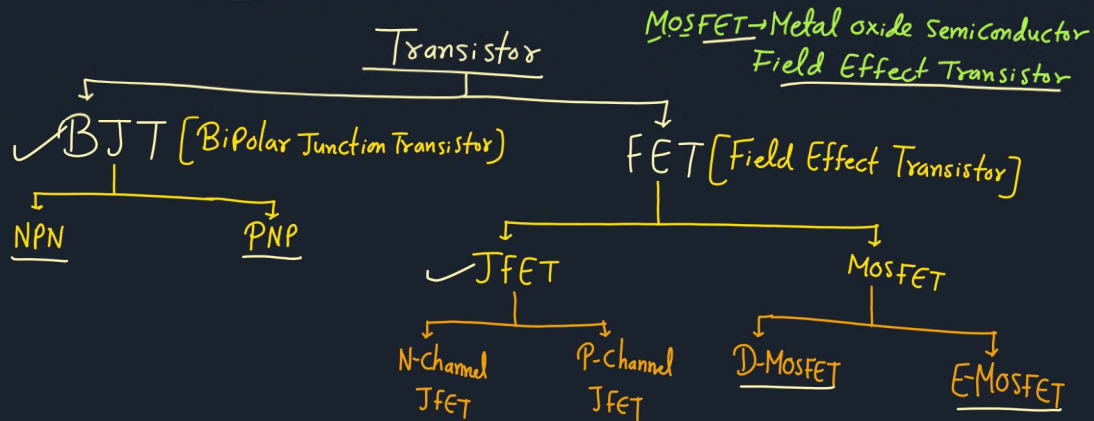 Transistor
MOSFET→Metal oxide Semiconductor
Field Effect Transistor
BJT [BiPolar Junction Transistor)
FET [Field Effect Transistor]
NPN
PNP
JfET
MOSFET
N-Channel
JfET
P-Channel
JfET
D-MOSFET
E-MOSFET